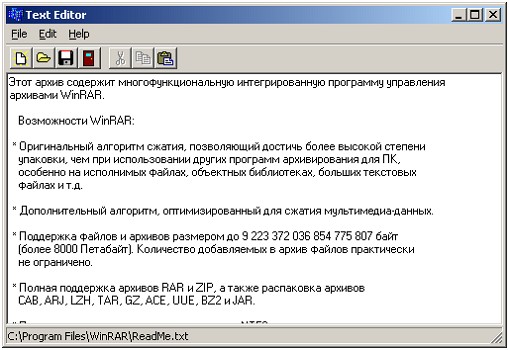 Text Editor
File Edit Help
Этот архив содержит многофункциональную интегрированную программу управления
архивами WinRAR.
Возможности WinRAR:
* Оригинальный алгоритм сжатия, позволяющий достичь более высокой степени
упаковки, чем при использовании других программ архивирования для ПК,
особенно на исполнимых файлах, объектных библиотеках, больших текстовых
файлах и т.д.
* Дополнительный алгоритм, оптимизированный для сжатия мультимедиа-данных.
* Поддержка файлов и архивов размером до 9 223 372 036 854 775 807 байт
(более 8000 Петабайт). Количество добавляемых в архив файлов практически
не ограничено.
* Полная поддержка архивов RAR и ZIP, а также распаковка архивов
CAB, ARJ, LZH, TAR, GZ, ACE, UUE, BZ2 и JAR.
C:\Program Files\WinRAR\ReadMe.txt